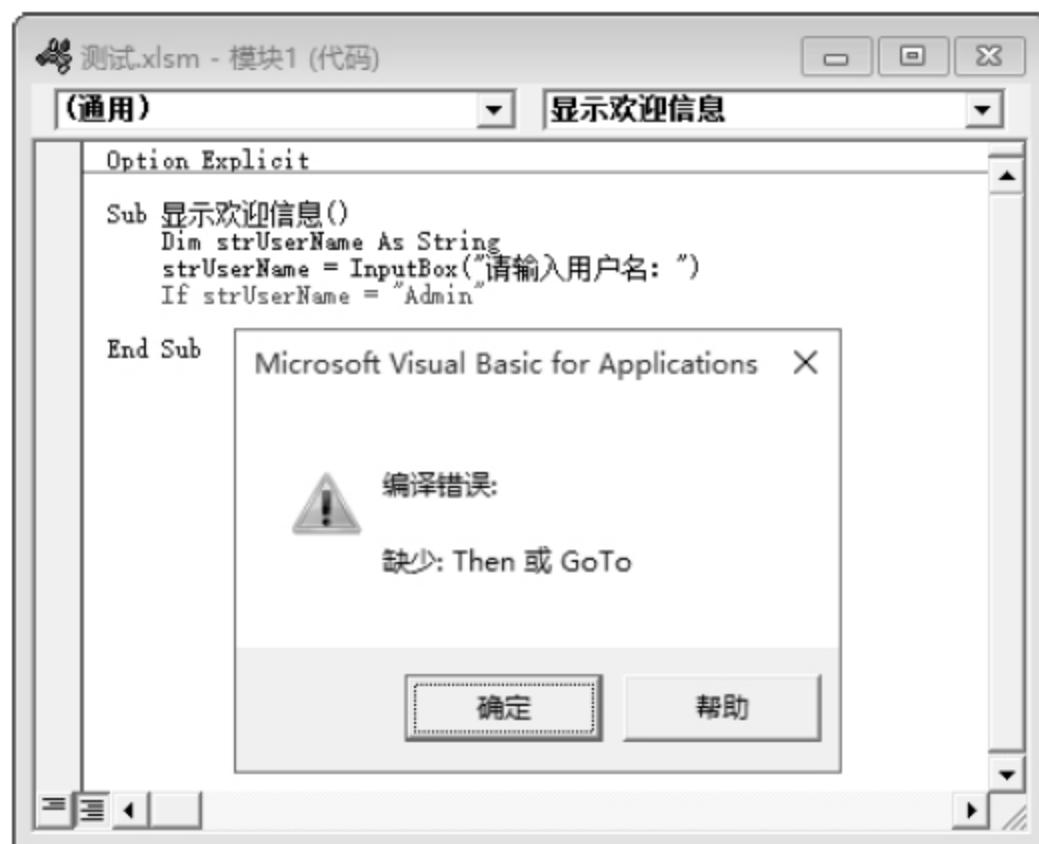 测试.xlsm - 模块1 (代码)
(通用)
显示欢迎信息
Option Explicit
Sub 显示欢迎信息()
Dim strUserName As String
strUserName = InputBox("请输入用户名: ")
If strUserName = "Admin"
End Sub
Microsoft Visual Basic for Applications
编译错误:
缺少: Then 或 GoTo
确定
帮助